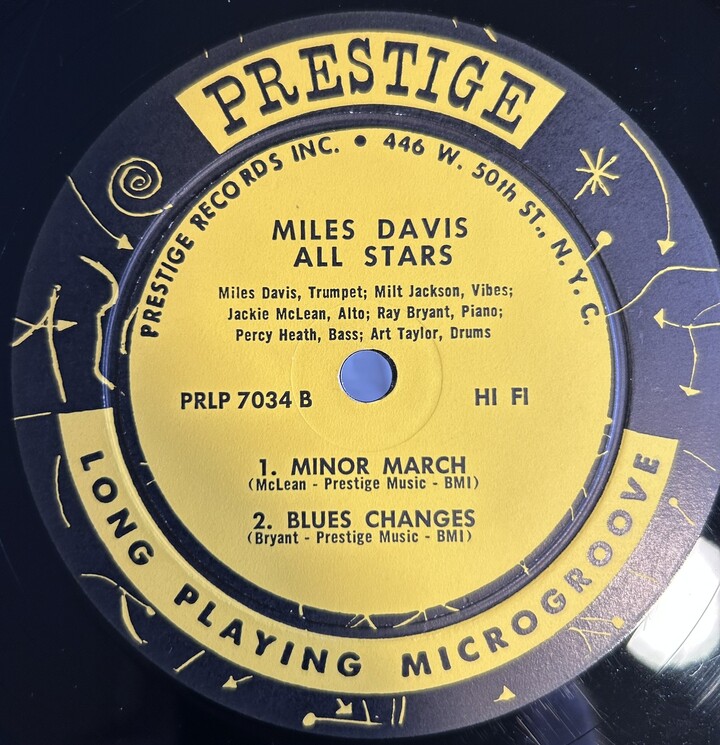 PRESTIGE
PRESTIGE RECORDS INC. • 446 W. 50th ST., N.Y.C.
MILES DAVIS
ALL STARS
Miles Davis, Trumpet; Milt Jackson, Vibes;
Jackie McLean, Alto; Ray Bryant, Piano;
Percy Heath, Bass; Art Taylor, Drums
PRLP 7034 B
HI FI
1. MINOR MARCH
(McLean - Prestige Music - BMI)
2. BLUES CHANGES
(Bryant - Prestige Music - BMI)
LONG PLAYING MICROGROOVE